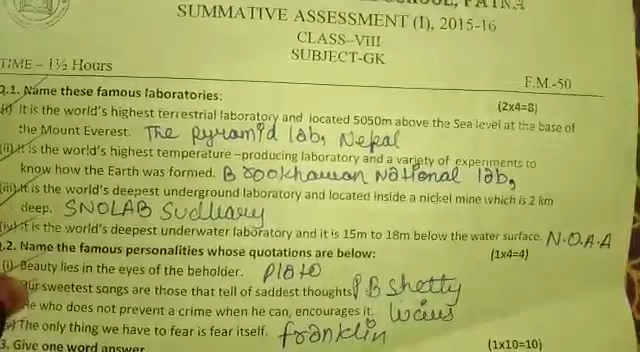 SCHOOL, PATNA
SUMMATIVE ASSESSMENT (I), 2015-16
CLASS–VIII
SUBJECT-GK
TIME – 1½ Hours
F.M.-50
Q.1. Name these famous laboratories: (2x4=8)
(i) It is the world's highest terrestrial laboratory and located 5050m above the Sea level at the base of
the Mount Everest. The Pyramid lab, Nepal
(ii) It is the world's highest temperature –producing laboratory and a variety of experiments to
know how the Earth was formed. Brookhawan National lab,
(iii) It is the world's deepest underground laboratory and located inside a nickel mine which is 2 km
deep. SNOLAB Sudbury
(iv) It is the world's deepest underwater laboratory and it is 15m to 18m below the water surface. N.O.A.A
.2. Name the famous personalities whose quotations are below: (1x4=4)
(i) Beauty lies in the eyes of the beholder. Plato
Our sweetest songs are those that tell of saddest thoughts P.B Shetty
He who does not prevent a crime when he can, encourages it.
The only thing we have to fear is fear itself. franklin
3. Give one word answer (1x10=10)